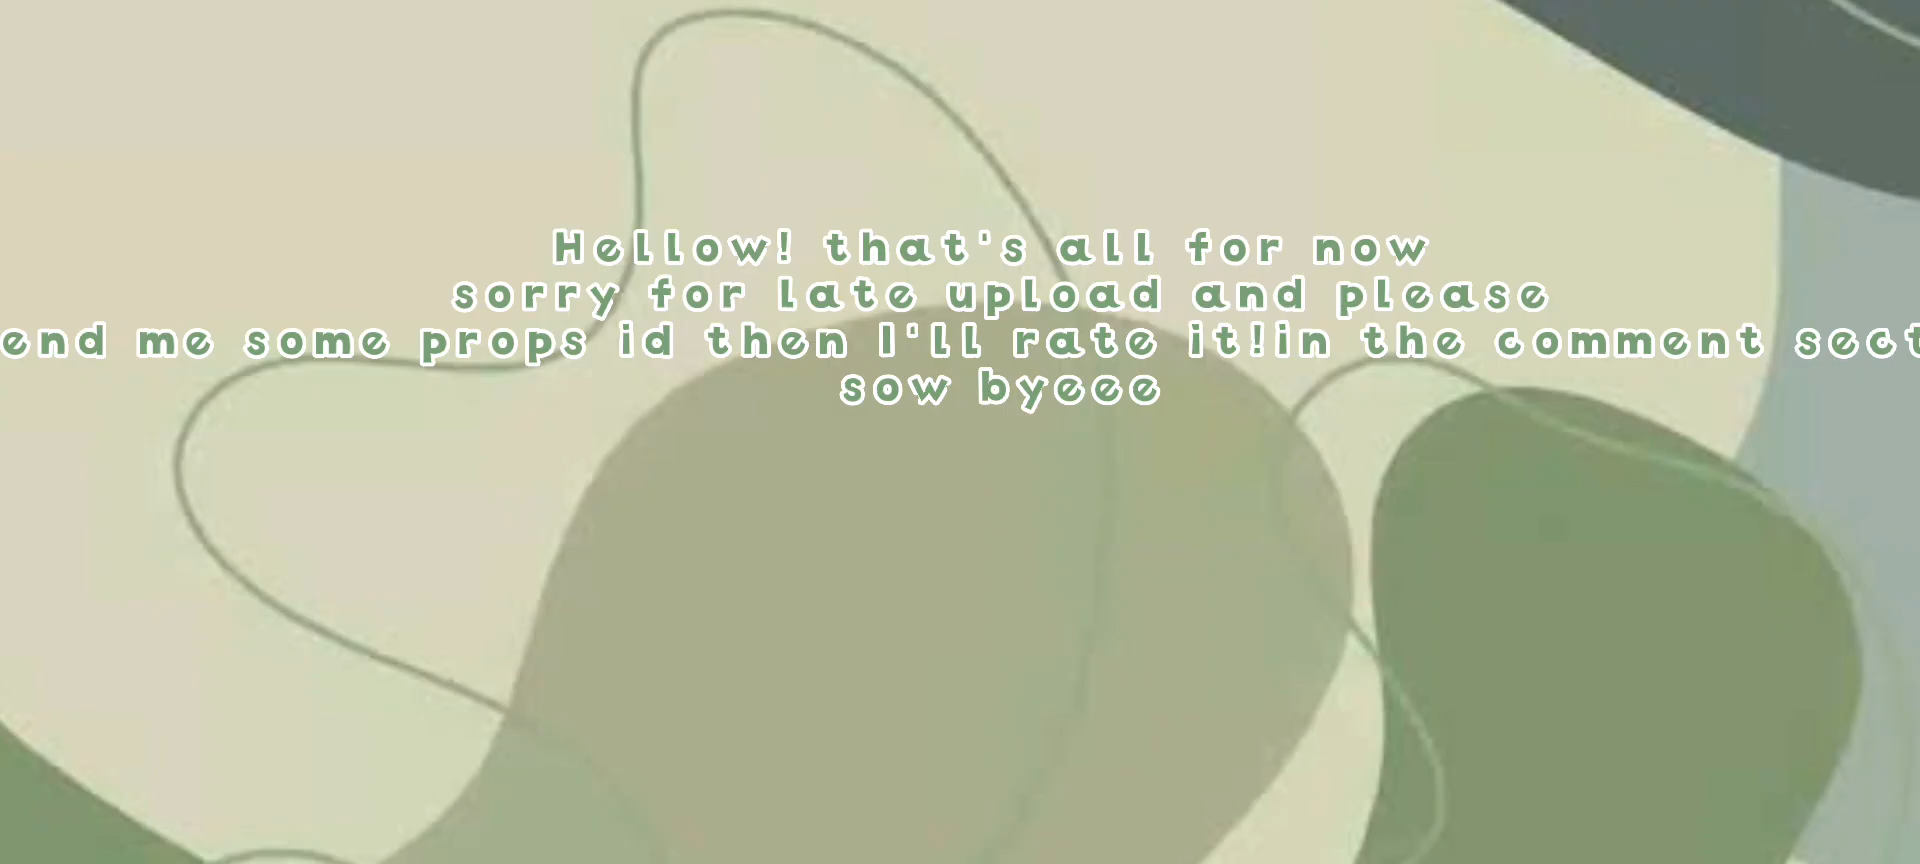 Hellow! that's all for now
sorry for late upload and please
end me some props id then I'll rate it!in the comment sect
sow byeee